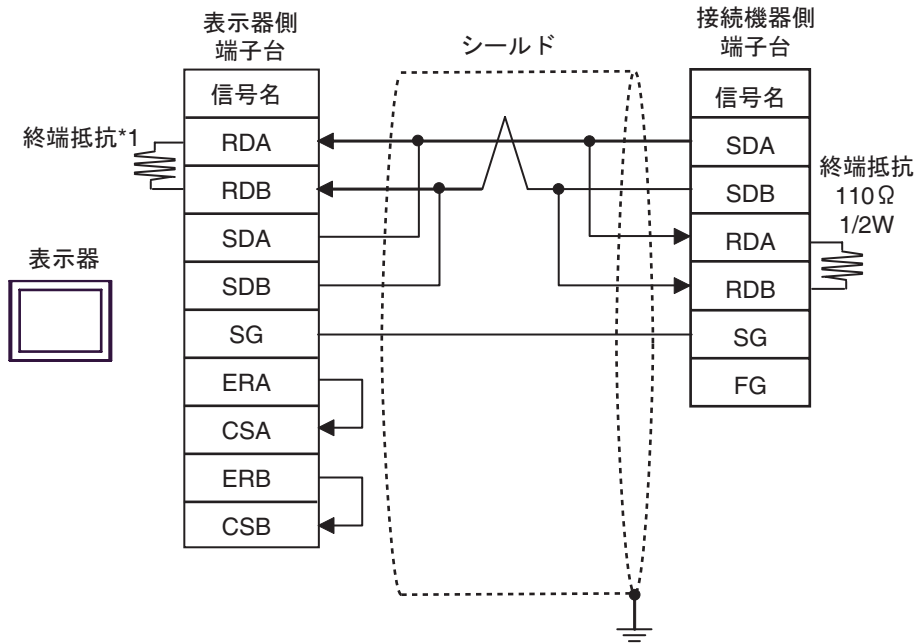 表示器側
端子台
接続機器側
端子台
シールド
信号名
RDA
RDB
SDA
SDB
SG
ERA
CSA
ERB
CSB
終端抵抗*1
表示器
信号名
SDA
SDB
RDA
RDB
SG
FG
終端抵抗
110Ω
1/2W